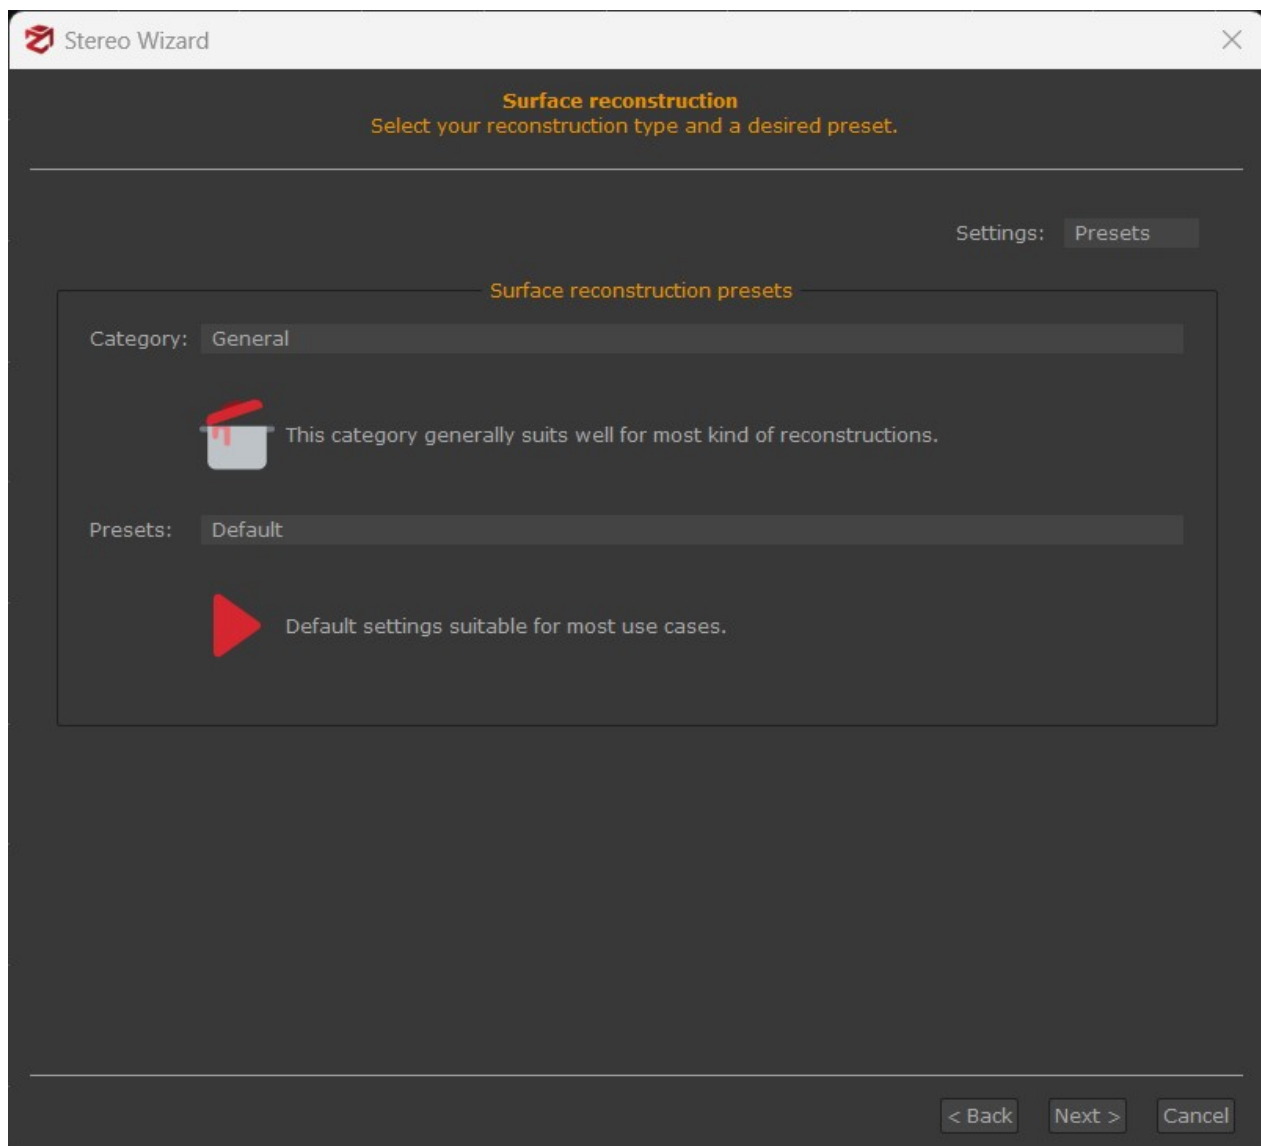 Stereo Wizard
Surface reconstruction
Select your reconstruction type and a desired preset.
Settings: Presets
Surface reconstruction presets
Category: General
This category generally suits well for most kind of reconstructions.
Presets: Default
Default settings suitable for most use cases.
< Back Next > Cancel